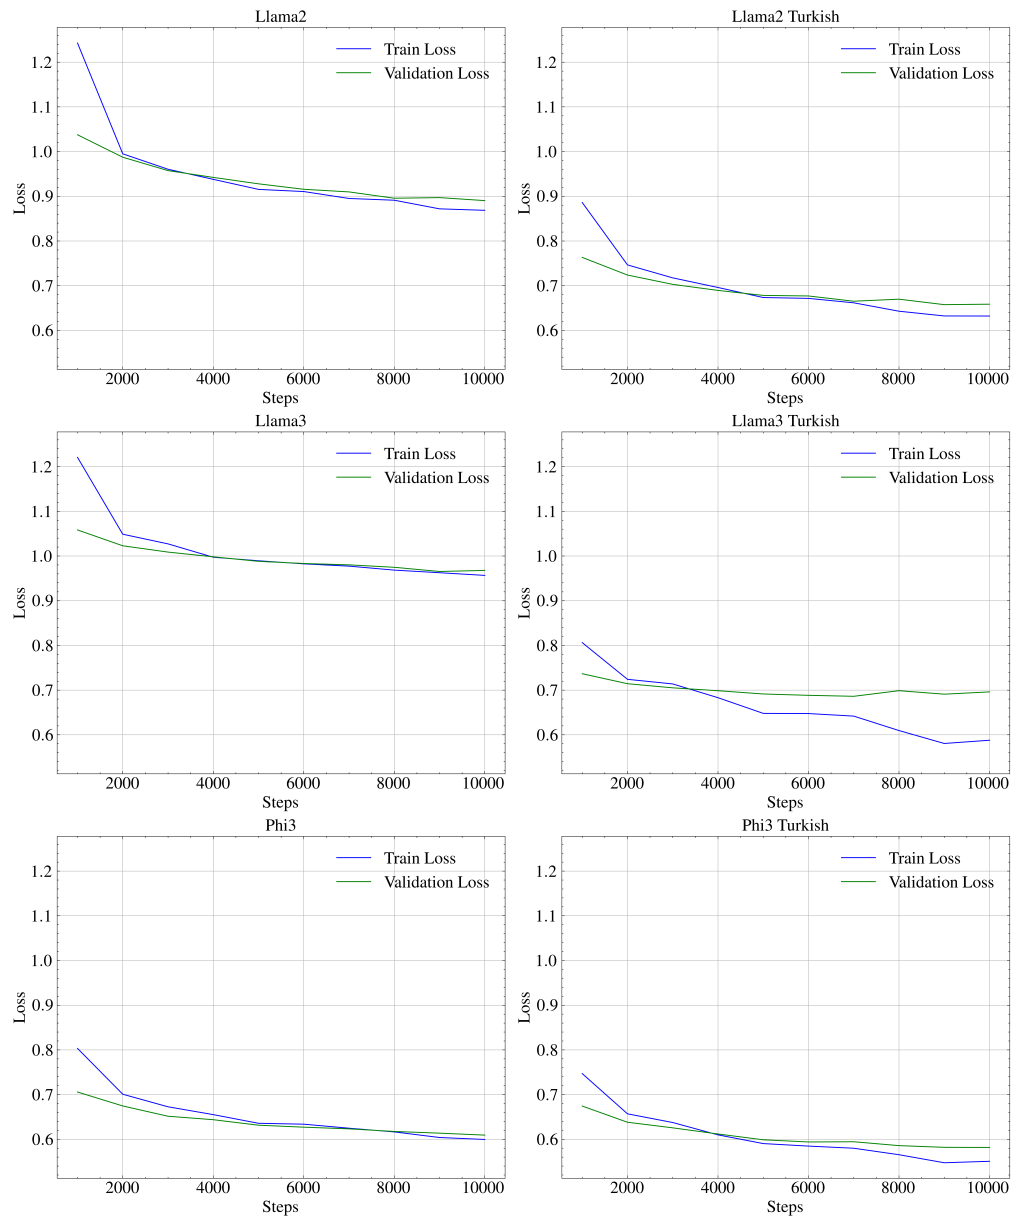 Llama2
Train Loss
Validation Loss
1.2
1.1
1.0
0.9
0.8
0.7
0.6
Loss
2000 4000 6000 8000 10000
Steps
Llama2 Turkish
Train Loss
Validation Loss
1.2
1.1
1.0
0.9
0.8
0.7
0.6
Loss
2000 4000 6000 8000 10000
Steps
Llama3
Train Loss
Validation Loss
1.2
1.1
1.0
0.9
0.8
0.7
0.6
Loss
2000 4000 6000 8000 10000
Steps
Llama3 Turkish
Train Loss
Validation Loss
1.2
1.1
1.0
0.9
0.8
0.7
0.6
Loss
2000 4000 6000 8000 10000
Steps
Phi3
Train Loss
Validation Loss
1.2
1.1
1.0
0.9
0.8
0.7
0.6
Loss
2000 4000 6000 8000 10000
Steps
Phi3 Turkish
Train Loss
Validation Loss
1.2
1.1
1.0
0.9
0.8
0.7
0.6
Loss
2000 4000 6000 8000 10000
Steps